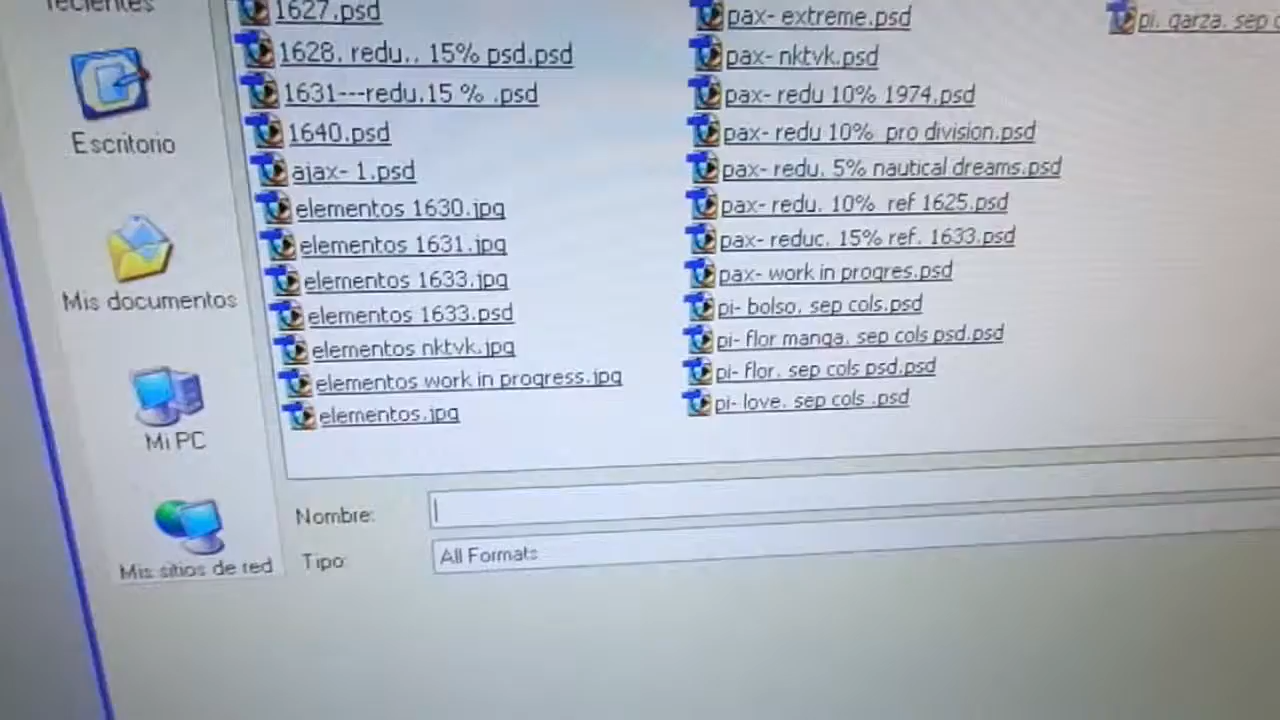 recientes
Escritorio
Mis documentos
Mi PC
Mis sitios de red
1627.psd
1628. redu.. 15% psd.psd
1631---redu.15 % .psd
1640.psd
ajax- 1.psd
elementos 1630.jpg
elementos 1631.jpg
elementos 1633.jpg
elementos 1633.psd
elementos nktvk.jpg
elementos work in progress.jpg
elementos.jpg
pax- extreme.psd
pax- nktvk.psd
pax- redu 10% 1974.psd
pax- redu 10% pro division.psd
pax- redu. 5% nautical dreams.psd
pax- redu. 10% ref 1625.psd
pax- reduc. 15% ref. 1633.psd
pax- work in progres.psd
pi- bolso. sep cols.psd
pi- flor manga. sep cols psd.psd
pi- flor. sep cols psd.psd
pi- love. sep cols .psd
pi. garza. sep
Nombre:
Tipo:
All Formats